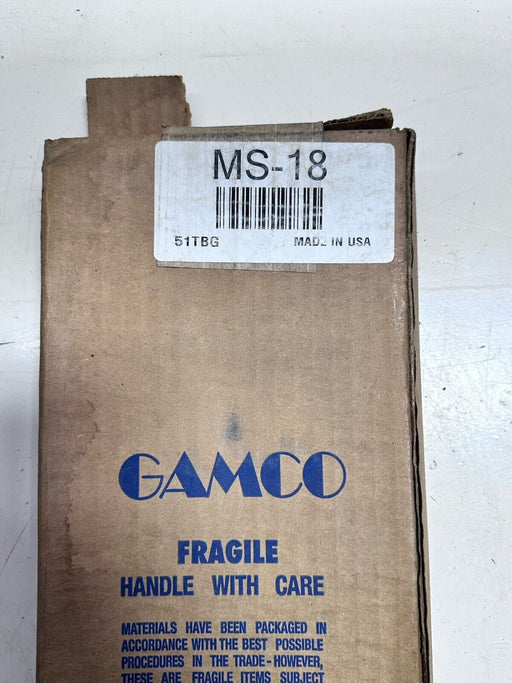 MS-18
51TBG MADE IN USA
GAMCO
FRAGILE
HANDLE WITH CARE
MATERIALS HAVE BEEN PACKAGED IN
ACCORDANCE WITH THE BEST POSSIBLE
PROCEDURES IN THE TRADE-HOWEVER,
THESE ARE FRAGILE ITEMS SUBJECT